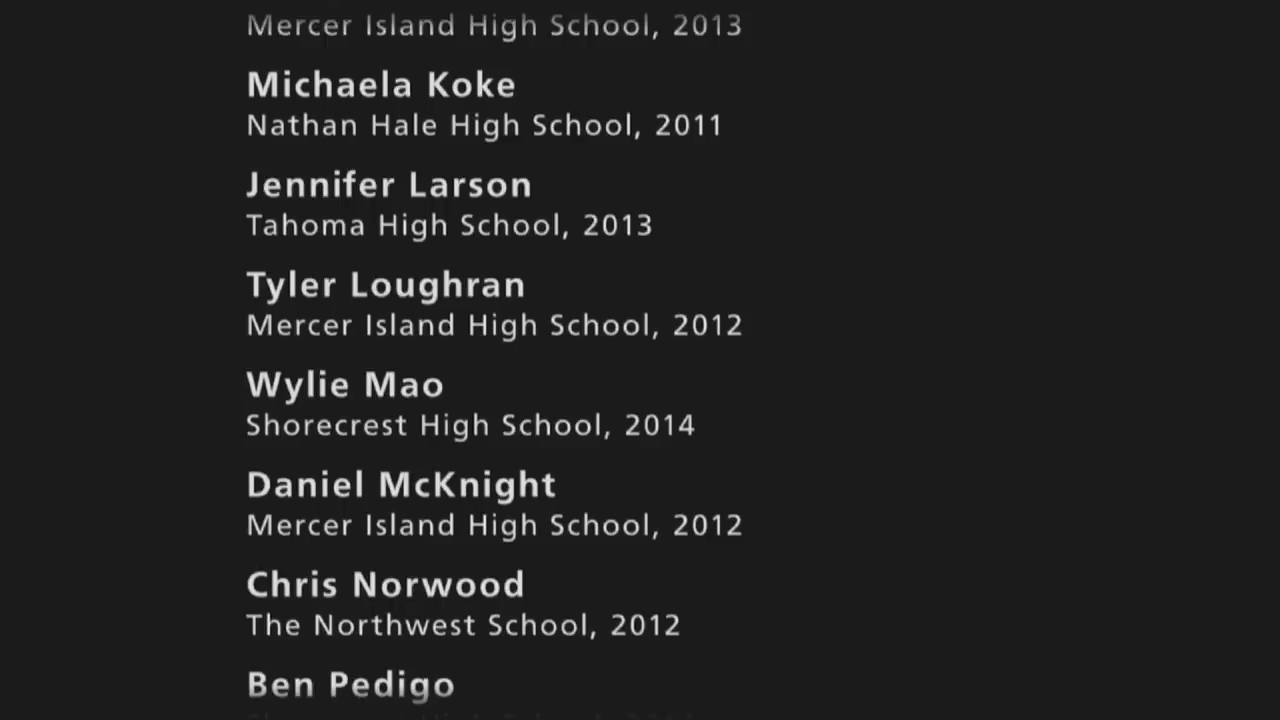 Mercer Island High School, 2013
Michaela Koke
Nathan Hale High School, 2011
Jennifer Larson
Tahoma High School, 2013
Tyler Loughran
Mercer Island High School, 2012
Wylie Mao
Shorecrest High School, 2014
Daniel McKnight
Mercer Island High School, 2012
Chris Norwood
The Northwest School, 2012
Ben Pedigo